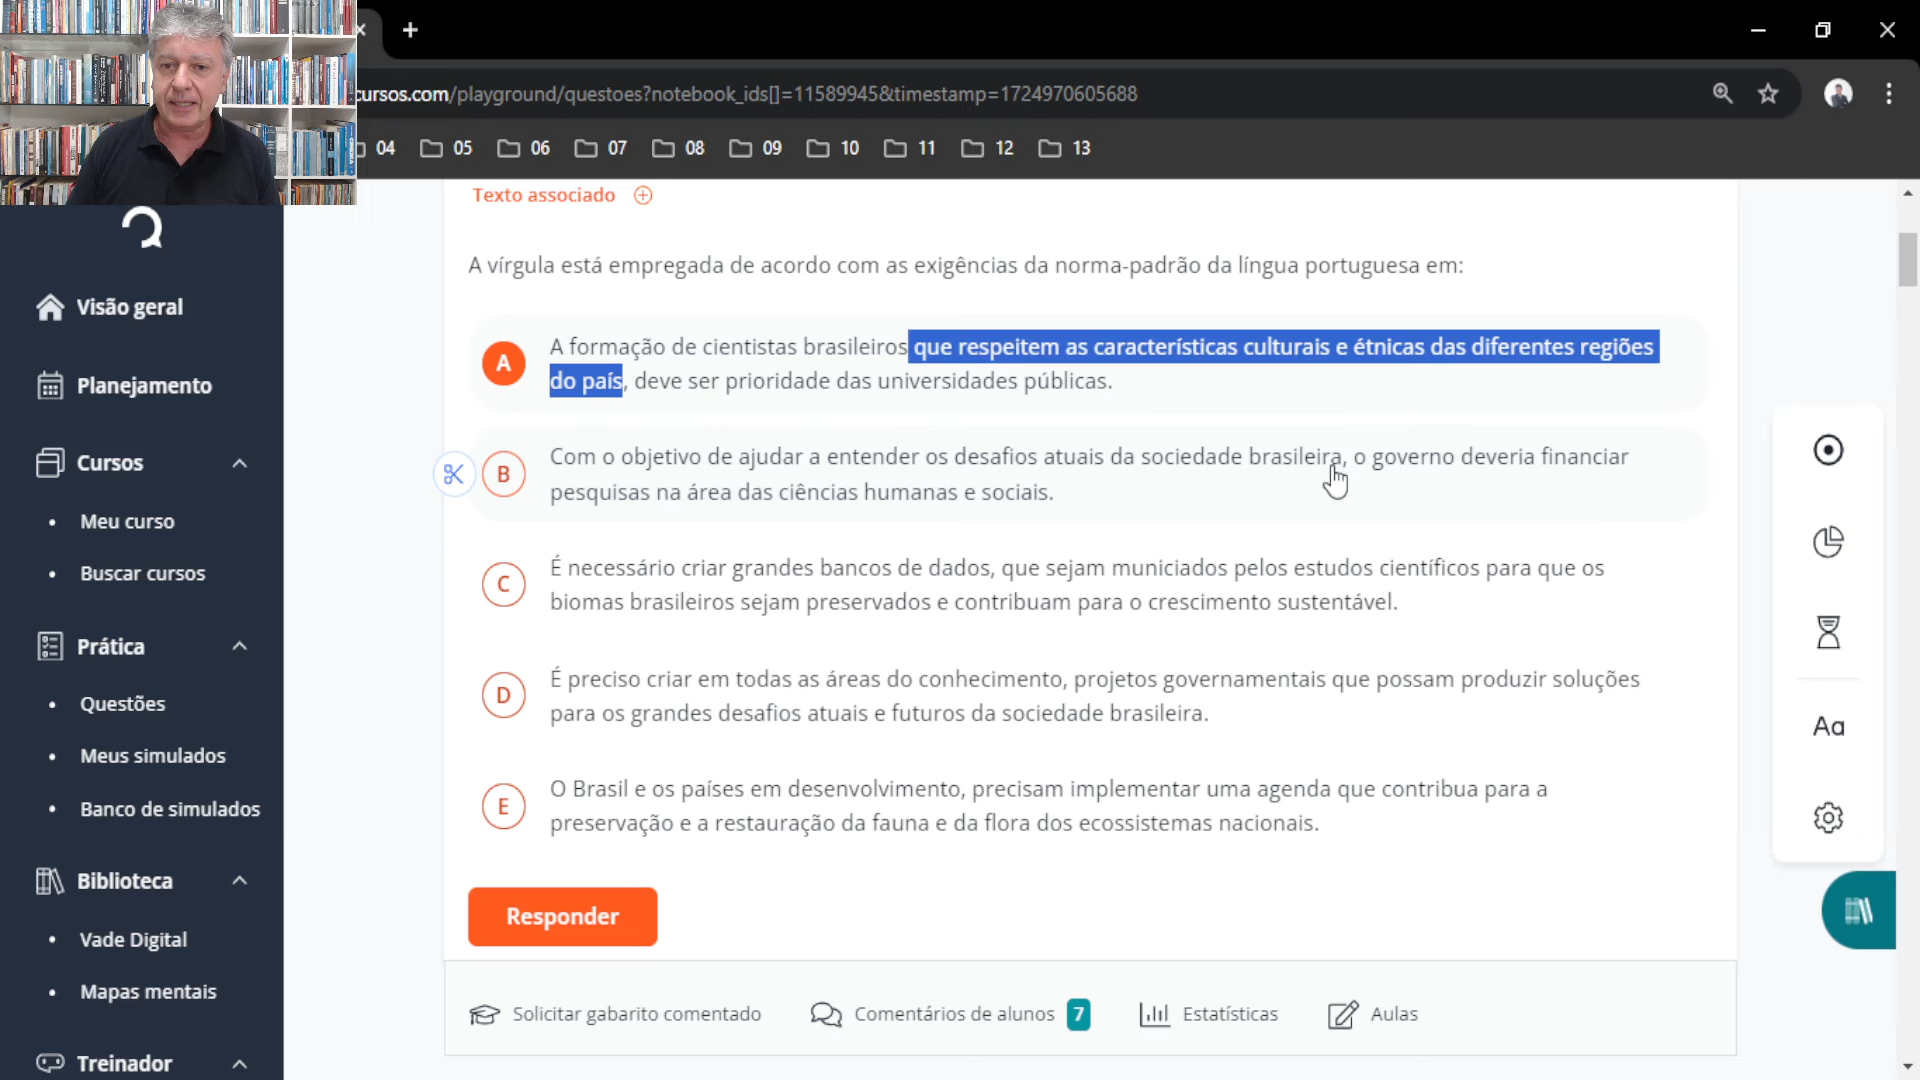 cursos.com/playground/questoes?notebook_ids[]=11589945&timestamp=1724970605688
04 05 06 07 08 09 10 11 12 13
Visão geral
Planejamento
Cursos
Meu curso
Buscar cursos
Prática
Questões
Meus simulados
Banco de simulados
Biblioteca
Vade Digital
Mapas mentais
Treinador
Texto associado
A vírgula está empregada de acordo com as exigências da norma-padrão da língua portuguesa em:
A
A formação de cientistas brasileiros que respeitem as características culturais e étnicas das diferentes regiões
do país, deve ser prioridade das universidades públicas.
B
Com o objetivo de ajudar a entender os desafios atuais da sociedade brasileira, o governo deveria financiar
pesquisas na área das ciências humanas e sociais.
C
É necessário criar grandes bancos de dados, que sejam municiados pelos estudos científicos para que os
biomas brasileiros sejam preservados e contribuam para o crescimento sustentável.
D
É preciso criar em todas as áreas do conhecimento, projetos governamentais que possam produzir soluções
para os grandes desafios atuais e futuros da sociedade brasileira.
E
O Brasil e os países em desenvolvimento, precisam implementar uma agenda que contribua para a
preservação e a restauração da fauna e da flora dos ecossistemas nacionais.
Responder
Solicitar gabarito comentado
Comentários de alunos 7
Estatísticas
Aulas
Aa